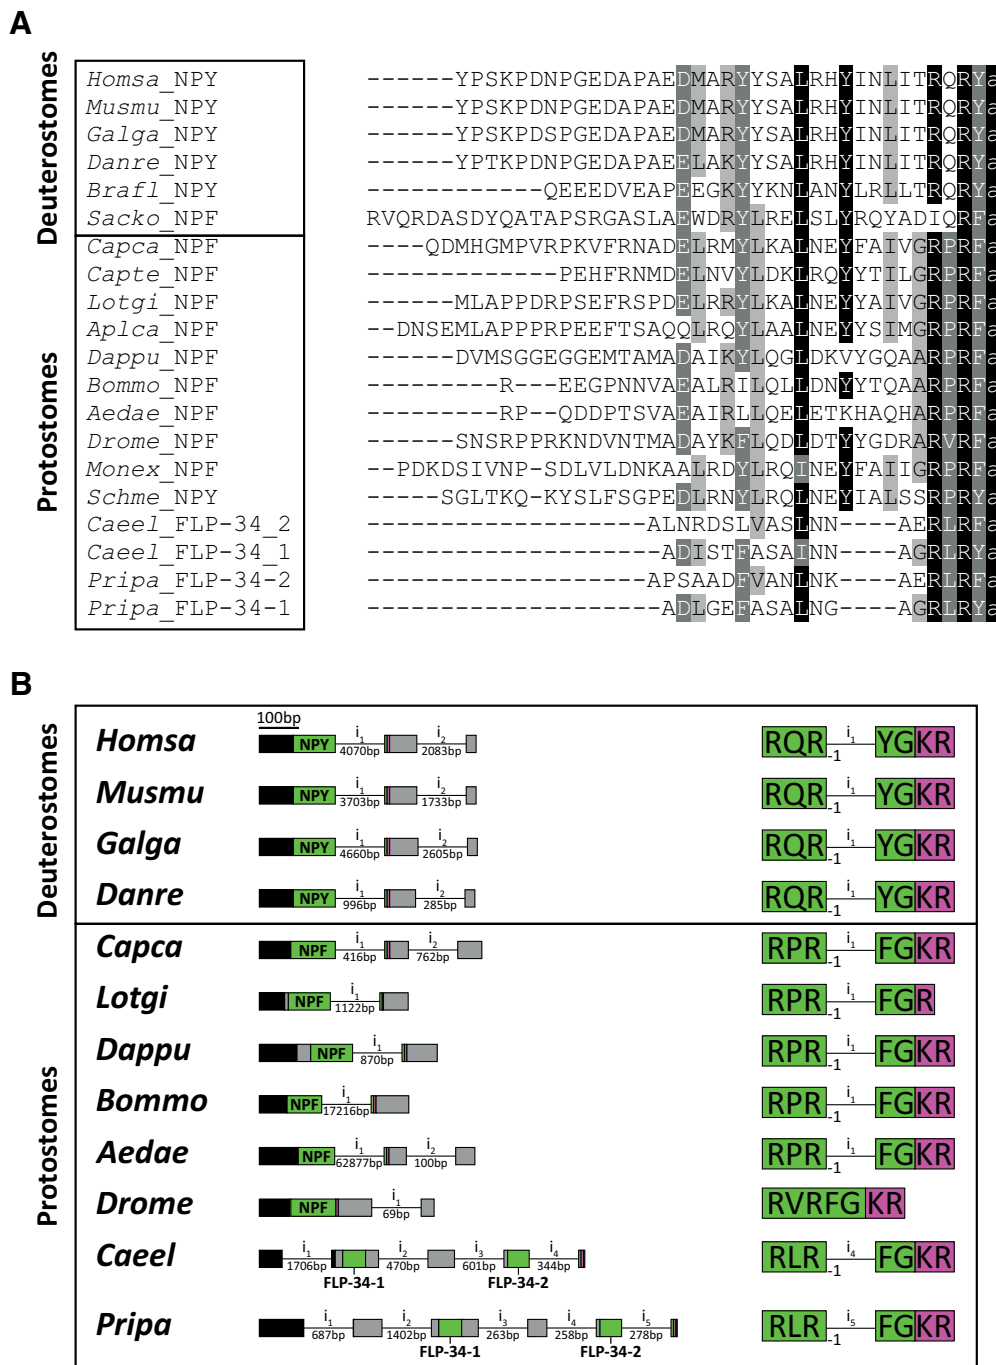 A
Deuterostomes
Homsa_NPY ------YPSKPDNPGEDAPAEDMARYYSALRHYINLITRQRYa
Musmu_NPY ------YPSKPDNPGEDAPAEDMARYYSALRHYINLITRQRYa
Galga_NPY ------YPSKPDSPGEDAPAEDMARYYSALRHYINLITRQRYa
Danre_NPY ------YPTKPDNPGEDAPAEELAKYYSALRHYINLITRQRYa
Brafl_NPY ------------QEEEDVEAPEEGKYYKNLANYLRLLTRQRYa
Sacko_NPF RVQRDASDYQATAPSRGASLAEWDRYLRELSLYRQYADIQRFa
Protostomes
Capca_NPF ----QDMHGMPVRPKVFRNADELRMYLKALNEYFAIVGRPRFa
Capte_NPF -------------PEHFRNMDELNVYLDKLRQYYTILGRPRFa
Lotgi_NPF ------MLAPPDRPSEFRSPDELRRYLKALNEYYAIVGRPRFa
Aplca_NPF --DNSEMLAPPPRPEEFTSAQQLRQYLAALNEYYSIMGRPRFa
Dappu_NPF ------DVMSGGEGGEMTAMADAIKYLQGLDKVYGQAARPRFa
Bommo_NPF ---------R---EEGPNNVAEALRILQLLDNYYTQAARPRFa
Aedae_NPF ---------RP--QDDPTSVAEAIRLLQELETKHAQHARPRFa
Drome_NPF ------SNSRPPRKNDVNTMADAYKFLQDLDTYYGDRARVRFa
Monex_NPF --PDKDSIVNP-SDLVLDNKAALRDYLRQINEYFAIIGRPRFa
Schme_NPY -----SGLTKQ-KYSLFSGPEDLRNYLRQLNEYIALSSRPRYa
Caeel_FLP-34_2 -------------------ALNRDSLVASLNN----AERLRFa
Caeel_FLP-34_1 --------------------ADISTFASAINN----AGRLRYa
Pripa_FLP-34-2 -------------------APSAADFVANLNK----AERLRFa
Pripa_FLP-34-1 --------------------ADLGEFASALNG----AGRLRYa
B
Deuterostomes
100bp
Homsa NPY i1 4070bp i2 2083bp RQR -1 i1 YGKR
Musmu NPY i1 3703bp i2 1733bp RQR -1 i1 YGKR
Galga NPY i1 4660bp i2 2605bp RQR -1 i1 YGKR
Danre NPY i1 996bp i2 285bp RQR -1 i1 YGKR
Protostomes
Capca NPF i1 416bp i2 762bp RPR -1 i1 FGKR
Lotgi NPF i1 1122bp RPR -1 i1 FGR
Dappu NPF i1 870bp RPR -1 i1 FGKR
Bommo NPF i1 17216bp RPR -1 i1 FGKR
Aedae NPF i1 62877bp i2 100bp RPR -1 i1 FGKR
Drome NPF i1 69bp RVRFGKR
Caeel i1 1706bp i2 470bp i3 601bp i4 344bp RLR -1 i4 FGKR
FLP-34-1 FLP-34-2
Pripa i1 687bp i2 1402bp i3 263bp i4 258bp i5 278bp RLR -1 i5 FGKR
FLP-34-1 FLP-34-2